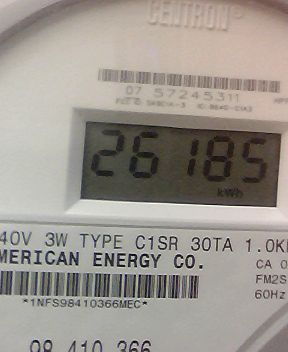 CENTRON®
07 57245311
26185
kWh
40V 3W TYPE C1SR 30TA 1.0K
MERICAN ENERGY CO.
CA 0
FM2S
60Hz
*1NFS98410366MEC*
98 410 366